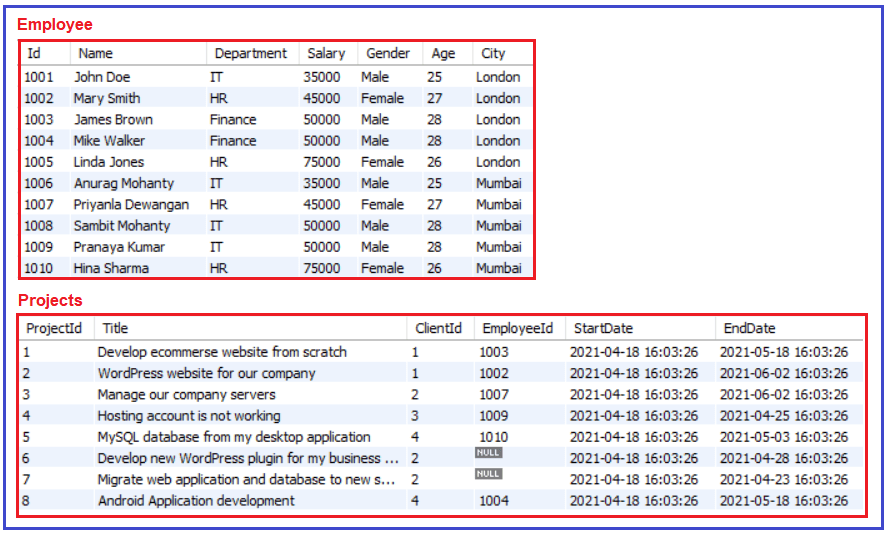 Employee
Id Name Department Salary Gender Age City
1001 John Doe IT 35000 Male 25 London
1002 Mary Smith HR 45000 Female 27 London
1003 James Brown Finance 50000 Male 28 London
1004 Mike Walker Finance 50000 Male 28 London
1005 Linda Jones HR 75000 Female 26 London
1006 Anurag Mohanty IT 35000 Male 25 Mumbai
1007 Priyanla Dewangan HR 45000 Female 27 Mumbai
1008 Sambit Mohanty IT 50000 Male 28 Mumbai
1009 Pranaya Kumar IT 50000 Male 28 Mumbai
1010 Hina Sharma HR 75000 Female 26 Mumbai
Projects
ProjectId Title ClientId EmployeeId StartDate EndDate
1 Develop ecommerse website from scratch 1 1003 2021-04-18 16:03:26 2021-05-18 16:03:26
2 WordPress website for our company 1 1002 2021-04-18 16:03:26 2021-06-02 16:03:26
3 Manage our company servers 2 1007 2021-04-18 16:03:26 2021-06-02 16:03:26
4 Hosting account is not working 3 1009 2021-04-18 16:03:26 2021-04-25 16:03:26
5 MySQL database from my desktop application 4 1010 2021-04-18 16:03:26 2021-05-03 16:03:26
6 Develop new WordPress plugin for my business ... 2 NULL 2021-04-18 16:03:26 2021-04-28 16:03:26
7 Migrate web application and database to new s... 2 NULL 2021-04-18 16:03:26 2021-04-23 16:03:26
8 Android Application development 4 1004 2021-04-18 16:03:26 2021-05-18 16:03:26